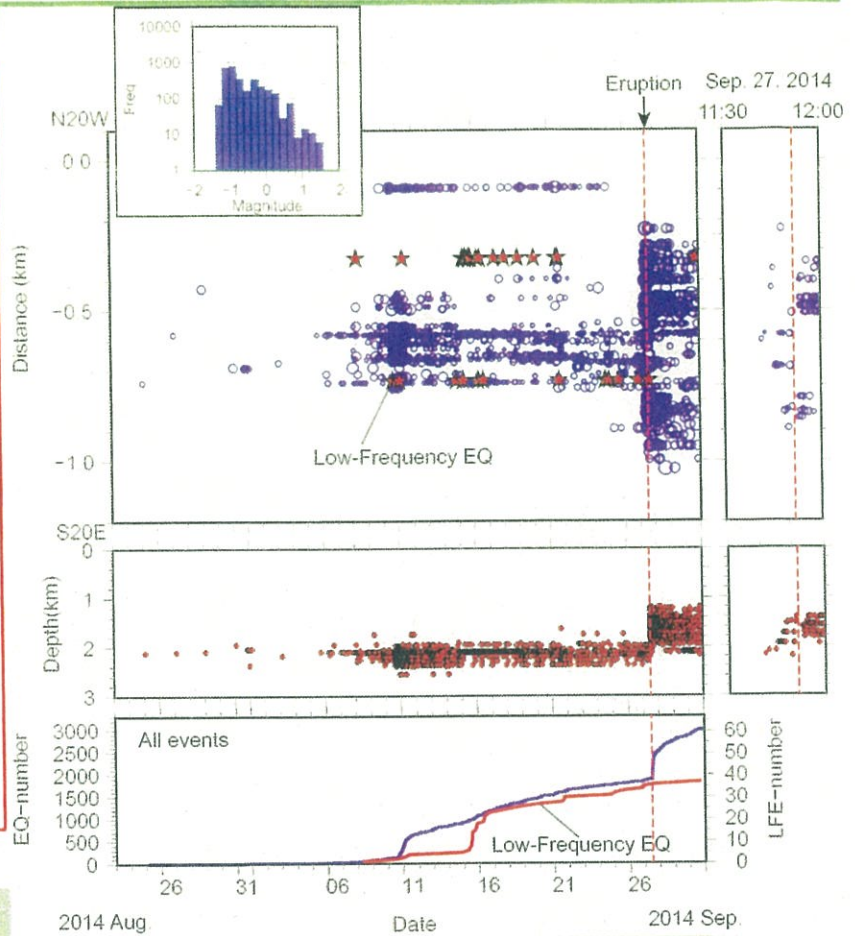 10000
1000
100
10
1
Freq
-2 -1 0 1 2
Magnitude
Eruption
Sep. 27. 2014
11:30 12:00
N20W
0 0
-0 5
-1 0
Distance (km)
Low-Frequency EQ
S20E
0
1
2
3
Depth(km)
All events
3000
2500
2000
1500
1000
500
0
EQ-number
60
50
40
30
20
10
0
LFE-number
Low-Frequency EQ
26 31 06 11 16 21 26
2014 Aug. Date 2014 Sep.